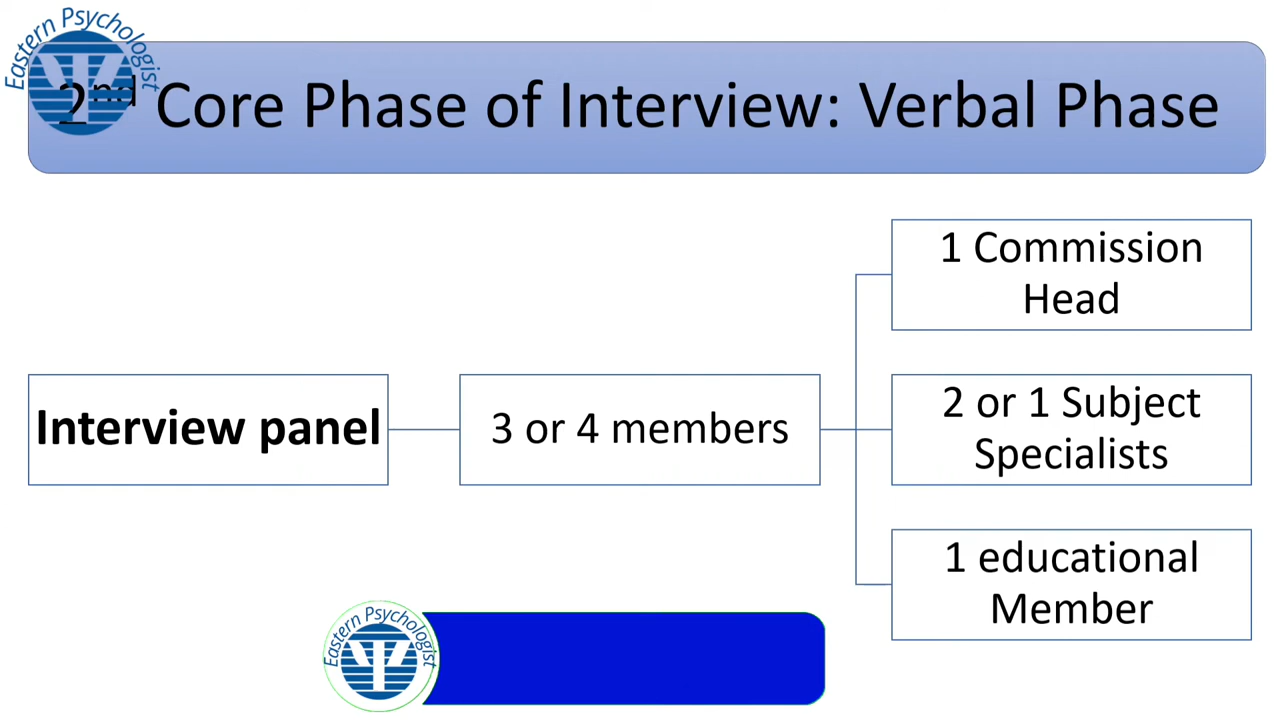 Eastern Psychologist
2nd Core Phase of Interview: Verbal Phase
1 Commission
Head
Interview panel
3 or 4 members
2 or 1 Subject
Specialists
1 educational
Member
Eastern Psychologist